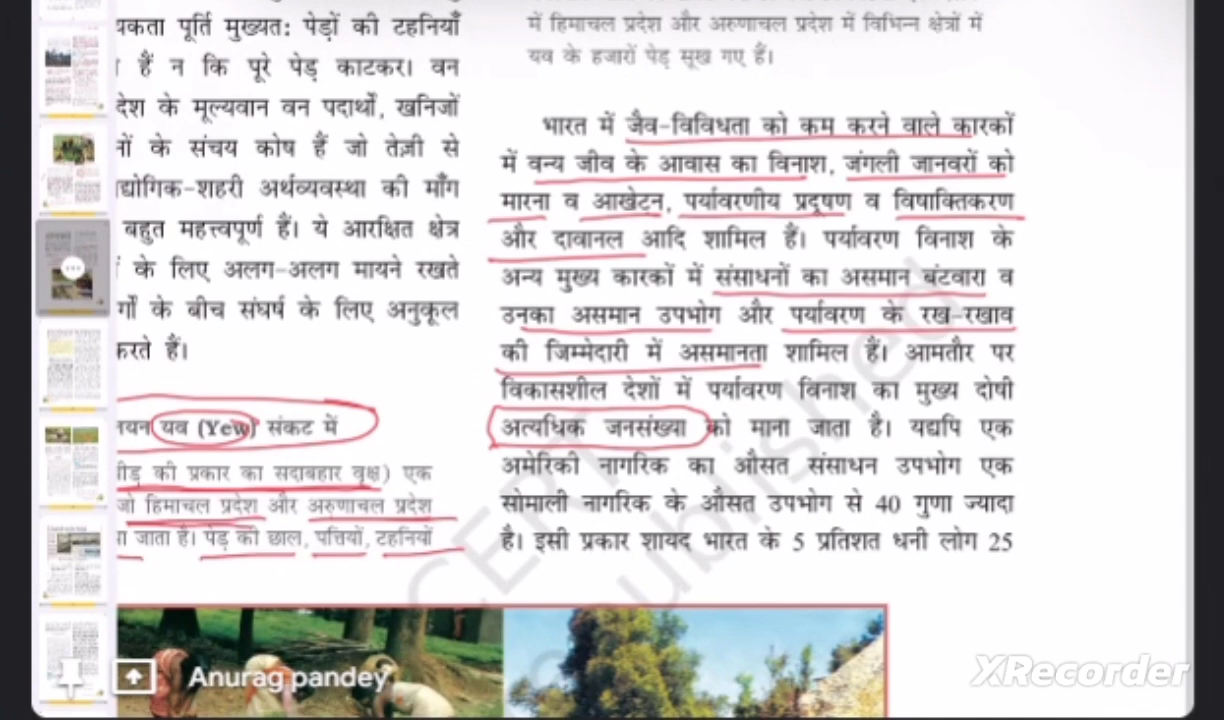 यकता पूर्ति मुख्यत: पेड़ों की टहनियाँ
हैं न कि पूरे पेड़ काटकर। वन
देश के मूल्यवान वन पदार्थों, खनिजों
के संचय कोष हैं जो तेज़ी से
द्योगिक-शहरी अर्थव्यवस्था की माँग
बहुत महत्त्वपूर्ण हैं। ये आरक्षित क्षेत्र
के लिए अलग-अलग मायने रखते
के बीच संघर्ष के लिए अनुकूल
करते हैं।
यव (Yew) संकट में
की प्रकार का सदाबहार वृक्ष) एक
जो हिमाचल प्रदेश और अरुणाचल प्रदेश
जाता है। पेड़ की छाल, पत्तियों, टहनियों
में हिमाचल प्रदेश और अरुणाचल प्रदेश में विभिन्न क्षेत्रों में
यव के हजारों पेड़ सूख गए हैं।
भारत में जैव-विविधता को कम करने वाले कारकों
में वन्य जीव के आवास का विनाश, जंगली जानवरों को
मारना व आखेटन, पर्यावरणीय प्रदूषण व विषाक्तिकरण
और दावानल आदि शामिल हैं। पर्यावरण विनाश के
अन्य मुख्य कारकों में संसाधनों का असमान बंटवारा व
उनका असमान उपभोग और पर्यावरण के रख-रखाव
की जिम्मेदारी में असमानता शामिल हैं। आमतौर पर
विकासशील देशों में पर्यावरण विनाश का मुख्य दोषी
अत्यधिक जनसंख्या को माना जाता है। यद्यपि एक
अमेरिकी नागरिक का औसत संसाधन उपभोग एक
सोमाली नागरिक के औसत उपभोग से 40 गुणा ज्यादा
है। इसी प्रकार शायद भारत के 5 प्रतिशत धनी लोग 25
Anurag pandey
XRecorder